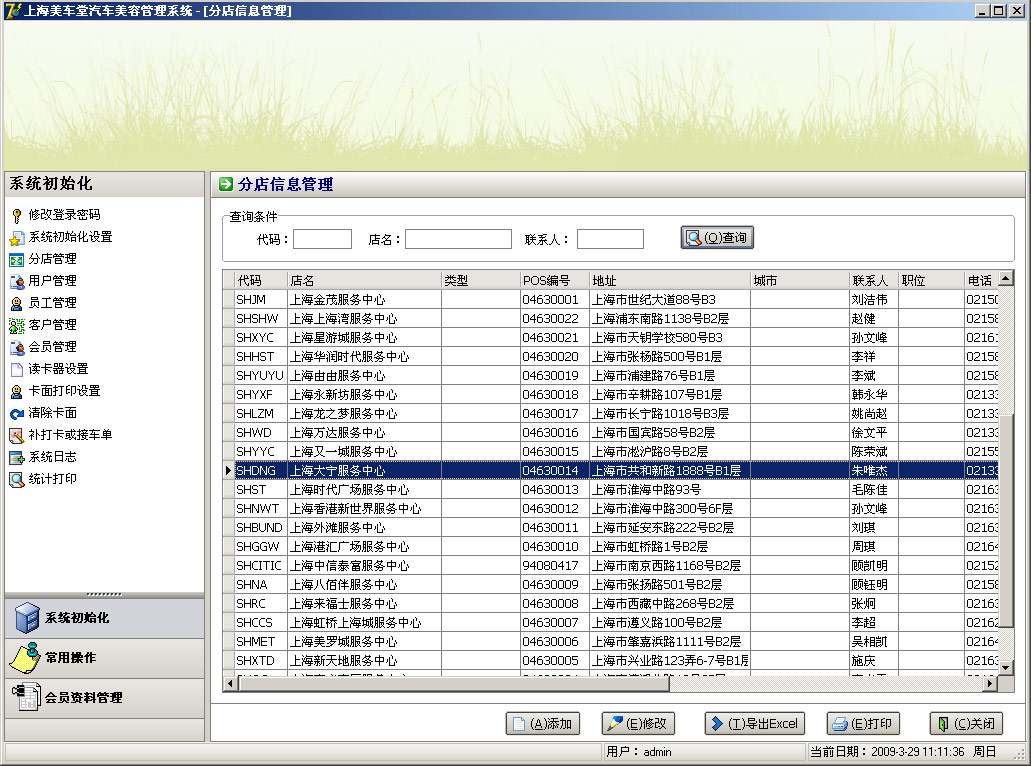 上海美车堂汽车美容管理系统 - [分店信息管理]
系统初始化
修改登录密码
系统初始化设置
分店管理
用户管理
员工管理
客户管理
会员管理
读卡器设置
卡面打印设置
清除卡面
补打卡或接车单
系统日志
统计打印
系统初始化
常用操作
会员资料管理
分店信息管理
查询条件
代码： 店名： 联系人： (Q)查询
代码 店名 类型 POS编号 地址 城市 联系人 职位 电话
SHJM 上海金茂服务中心 04630001 上海市世纪大道88号B3 刘洁伟 02150
SHSHW 上海上海湾服务中心 04630022 上海浦东南路1138号B2层 赵健 02158
SHXYC 上海星游城服务中心 04630021 上海市天钥学校580号B3 孙文峰 02161
SHHST 上海华润时代服务中心 04630020 上海市张杨路500号B1层 李祥 02158
SHYUYU 上海由由服务中心 04630019 上海市浦建路76号B1层 李斌 02158
SHYXF 上海永新坊服务中心 04630018 上海市辛耕路107号B1层 韩永华 02133
SHLZM 上海龙之梦服务中心 04630017 上海市长宁路1018号B3层 姚尚赵 02133
SHWD 上海万达服务中心 04630016 上海市国宾路58号B2层 徐文平 02133
SHYYC 上海又一城服务中心 04630015 上海市淞沪路8号B2层 陈荣斌 02155
SHDNG 上海大宁服务中心 04630014 上海市共和新路1888号B1层 朱唯杰 02133
SHST 上海时代广场服务中心 04630013 上海市淮海中路93号 毛陈佳 02163
SHNWT 上海香港新世界服务中心 04630012 上海市淮海中路300号6F层 孙文峰 02163
SHBUND 上海外滩服务中心 04630011 上海市延安东路222号B2层 刘琪 02163
SHGGW 上海港汇广场服务中心 04630010 上海市虹桥路1号B2层 周琪 02164
SHCITIC 上海中信泰富服务中心 94080417 上海市南京西路1168号B2层 顾凯明 02152
SHNA 上海八佰伴服务中心 04630009 上海市张扬路501号B2层 顾钰明 02158
SHRC 上海来福士服务中心 04630008 上海市西藏中路268号B2层 张炯 02163
SHCCS 上海虹桥上海城服务中心 04630007 上海市遵义路100号B2层 李超 02162
SHMET 上海美罗城服务中心 04630006 上海市肇嘉浜路1111号B2层 吴相凯 02164
SHXTD 上海新天地服务中心 04630005 上海市兴业路123弄6-7号B1层 施庆 02163
(A)添加 (E)修改 (T)导出Excel (E)打印 (C)关闭
用户： admin 当前日期： 2009-3-29 11:11:36 周日